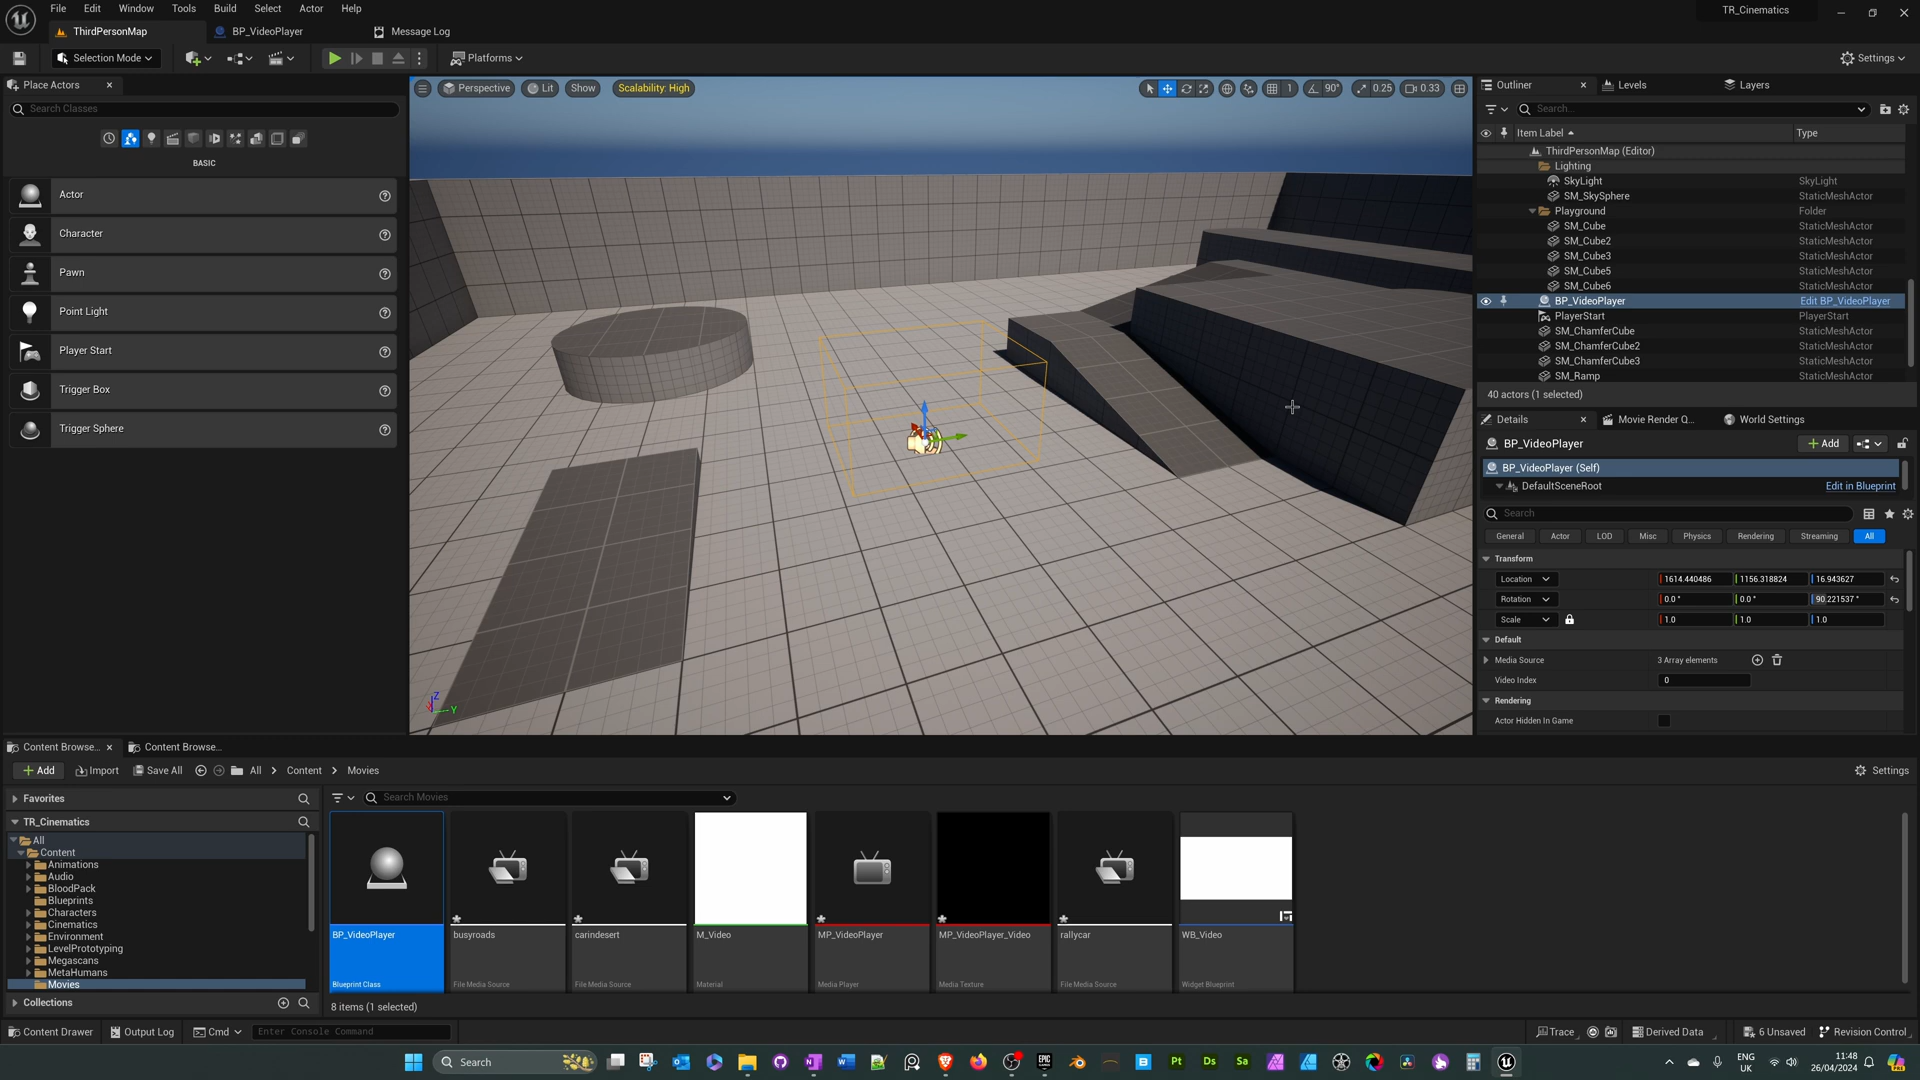 File Edit Window Tools Build Select Actor Help
TR_Cinematics
ThirdPersonMap BP_VideoPlayer Message Log
Selection Mode Platforms Settings
Place Actors
Search Classes
BASIC
Actor
Character
Pawn
Point Light
Player Start
Trigger Box
Trigger Sphere
Perspective Lit Show Scalability: High
1 90° 0.25 0.33
Z
Y
Outliner Levels Layers
Search...
Item Label Type
ThirdPersonMap (Editor)
Lighting
SkyLight SkyLight
SM_SkySphere StaticMeshActor
Playground Folder
SM_Cube StaticMeshActor
SM_Cube2 StaticMeshActor
SM_Cube3 StaticMeshActor
SM_Cube5 StaticMeshActor
SM_Cube6 StaticMeshActor
BP_VideoPlayer Edit BP_VideoPlayer
PlayerStart PlayerStart
SM_ChamferCube StaticMeshActor
SM_ChamferCube2 StaticMeshActor
SM_ChamferCube3 StaticMeshActor
SM_Ramp StaticMeshActor
40 actors (1 selected)
Details Movie Render Q... World Settings
BP_VideoPlayer Add
BP_VideoPlayer (Self)
DefaultSceneRoot Edit in Blueprint
Search
General Actor LOD Misc Physics Rendering Streaming All
Transform
Location 1614.440486 1156.318824 16.943627
Rotation 0.0° 0.0° 90.221537°
Scale 1.0 1.0 1.0
Default
Media Source 3 Array elements
Video Index 0
Rendering
Actor Hidden In Game
Content Browse... Content Browse...
Add Import Save All All Content Movies Settings
Favorites
TR_Cinematics
All
Content
Animations
Audio
BloodPack
Blueprints
Characters
Cinematics
Environment
LevelPrototyping
Megascans
MetaHumans
Movies
Collections
Search Movies
BP_VideoPlayer busyroads carindesert M_Video MP_VideoPlayer MP_VideoPlayer_Video rallycar WB_Video
Blueprint Class File Media Source File Media Source Material Media Player Media Texture File Media Source Widget Blueprint
8 items (1 selected)
Content Drawer Output Log Cmd Enter Console Command Trace Derived Data 6 Unsaved Revision Control
Search
EPIC GAMES
Pt Ds Sa
ENG
UK
11:48
26/04/2024